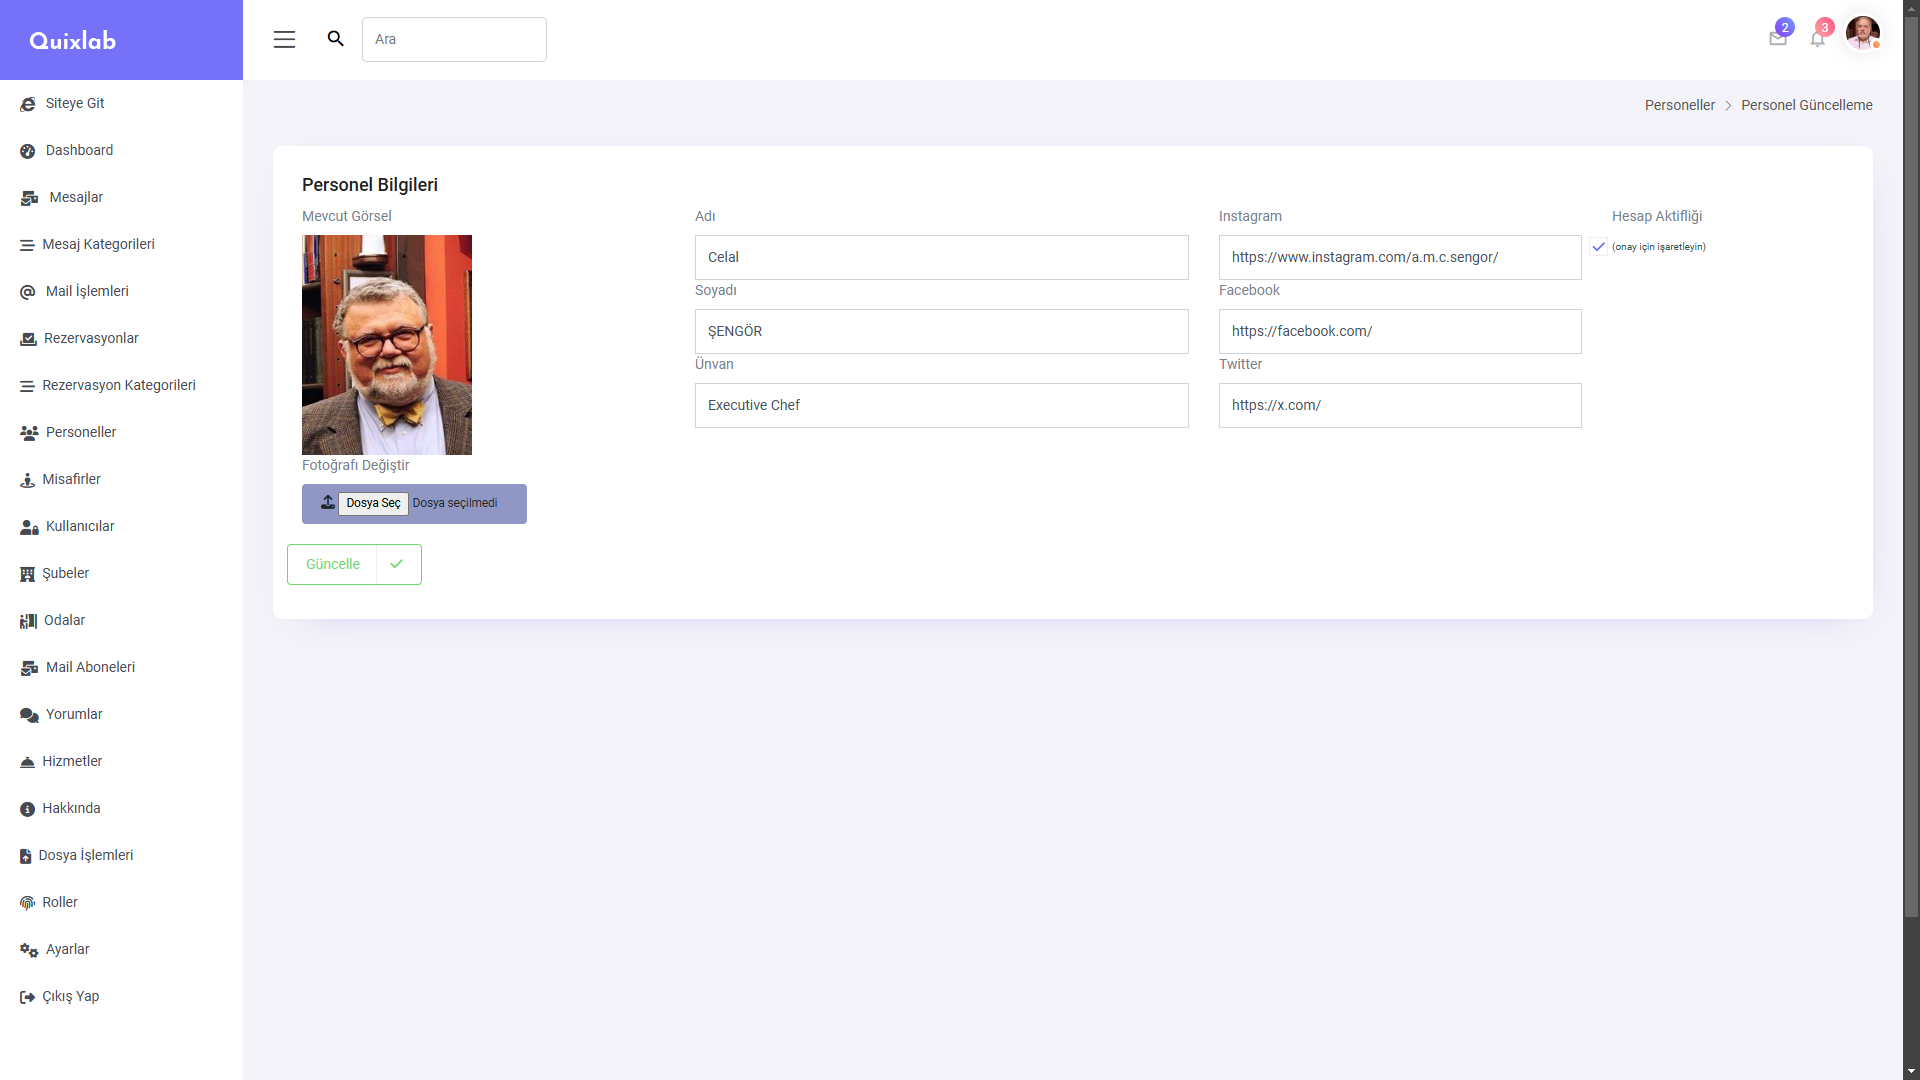 Quixlab
Ara
2
3
Siteye Git
Dashboard
Mesajlar
Mesaj Kategorileri
Mail İşlemleri
Rezervasyonlar
Rezervasyon Kategorileri
Personeller
Misafirler
Kullanıcılar
Şubeler
Odalar
Mail Aboneleri
Yorumlar
Hizmetler
Hakkında
Dosya İşlemleri
Roller
Ayarlar
Çıkış Yap
Personeller > Personel Güncelleme
Personel Bilgileri
Mevcut Görsel
Fotoğrafı Değiştir
Dosya Seç Dosya seçilmedi
Güncelle
Adı
Celal
Soyadı
ŞENGÖR
Ünvan
Executive Chef
Instagram
https://www.instagram.com/a.m.c.sengor/
Facebook
https://facebook.com/
Twitter
https://x.com/
Hesap Aktifliği
(onay için işaretleyin)